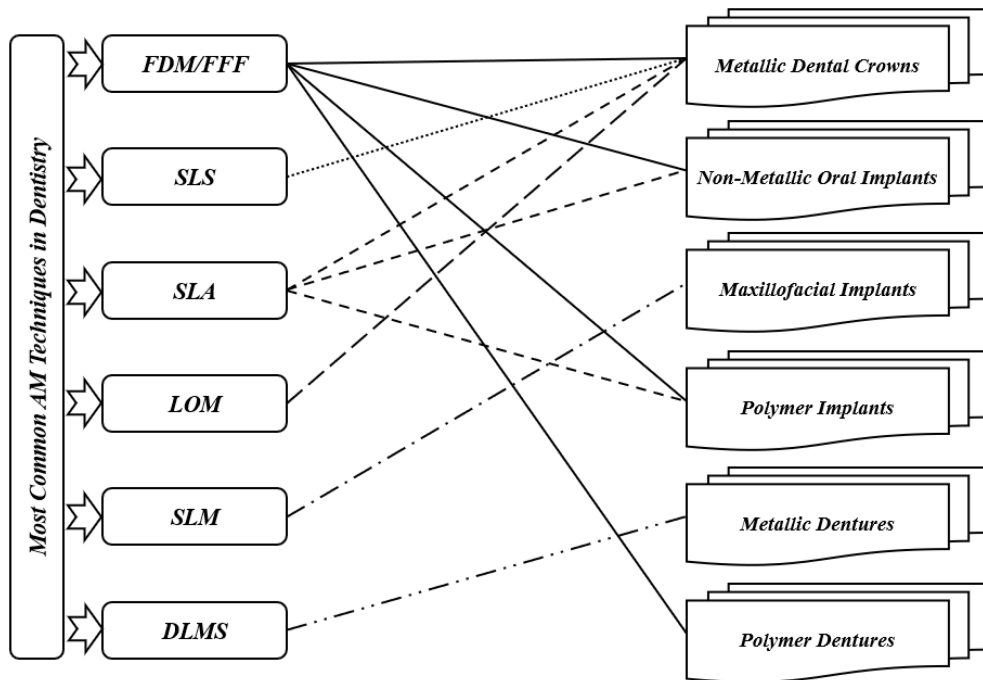 Most Common AM Techniques in Dentistry
FDM/FFF
SLS
SLA
LOM
SLM
DLMS
Metallic Dental Crowns
Non-Metallic Oral Implants
Maxillofacial Implants
Polymer Implants
Metallic Dentures
Polymer Dentures